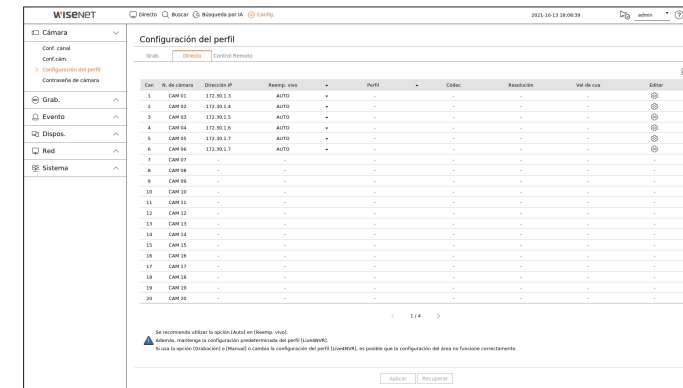 WISENET
Directo Buscar Búsqueda por IA Config. 2021-10-13 18:08:39 admin
Cámara
Conf. canal
Conf.cám.
> Configuración del perfil
Contraseña de cámara
Grab.
Evento
Dispos.
Red
Sistema
Configuración del perfil
Grab. Directo Control Remoto
Can N. de cámara Dirección IP Reemp. vivo Perfil Códec Resolución Vel de cua Editar
1 CAM 01 172.30.1.3 AUTO - - - -
2 CAM 02 172.30.1.4 AUTO - - - -
3 CAM 03 172.30.1.5 AUTO - - - -
4 CAM 04 172.30.1.6 AUTO - - - -
5 CAM 05 172.30.1.7 AUTO - - - -
6 CAM 06 172.30.1.7 AUTO - - - -
7 CAM 07 - - - - - - -
8 CAM 08 - - - - - - -
9 CAM 09 - - - - - - -
10 CAM 10 - - - - - - -
11 CAM 11 - - - - - - -
12 CAM 12 - - - - - - -
13 CAM 13 - - - - - - -
14 CAM 14 - - - - - - -
15 CAM 15 - - - - - - -
16 CAM 16 - - - - - - -
17 CAM 17 - - - - - - -
18 CAM 18 - - - - - - -
19 CAM 19 - - - - - - -
20 CAM 20 - - - - - - -
< 1 / 4 >
Se recomienda utilizar la opción [Auto] en [Reemp. vivo].
Además, mantenga la configuración predeterminada del perfil [Live4NVR].
Si usa la opción [Grabación] o [Manual] o cambia la configuración del perfil [Live4NVR], es posible que la configuración del área no funcione correctamente.
Aplicar Recuperar